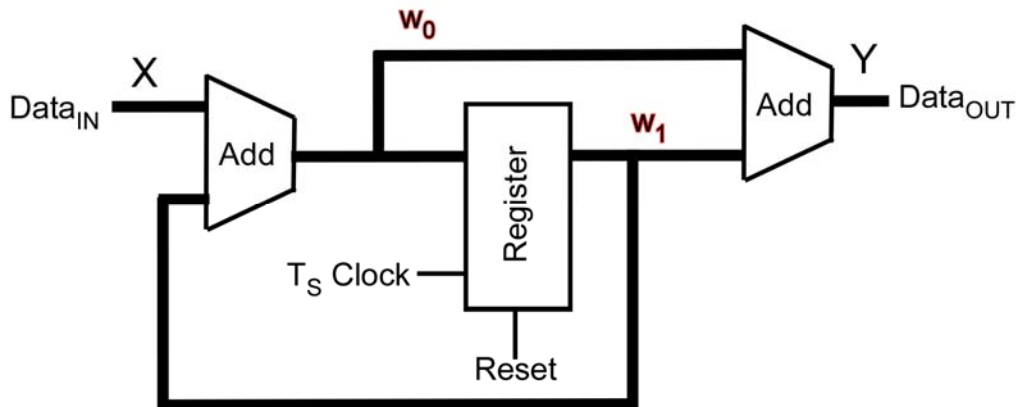 w0
X
Y
DataIN
Add
Add
DataOUT
w1
Register
TS Clock
Reset